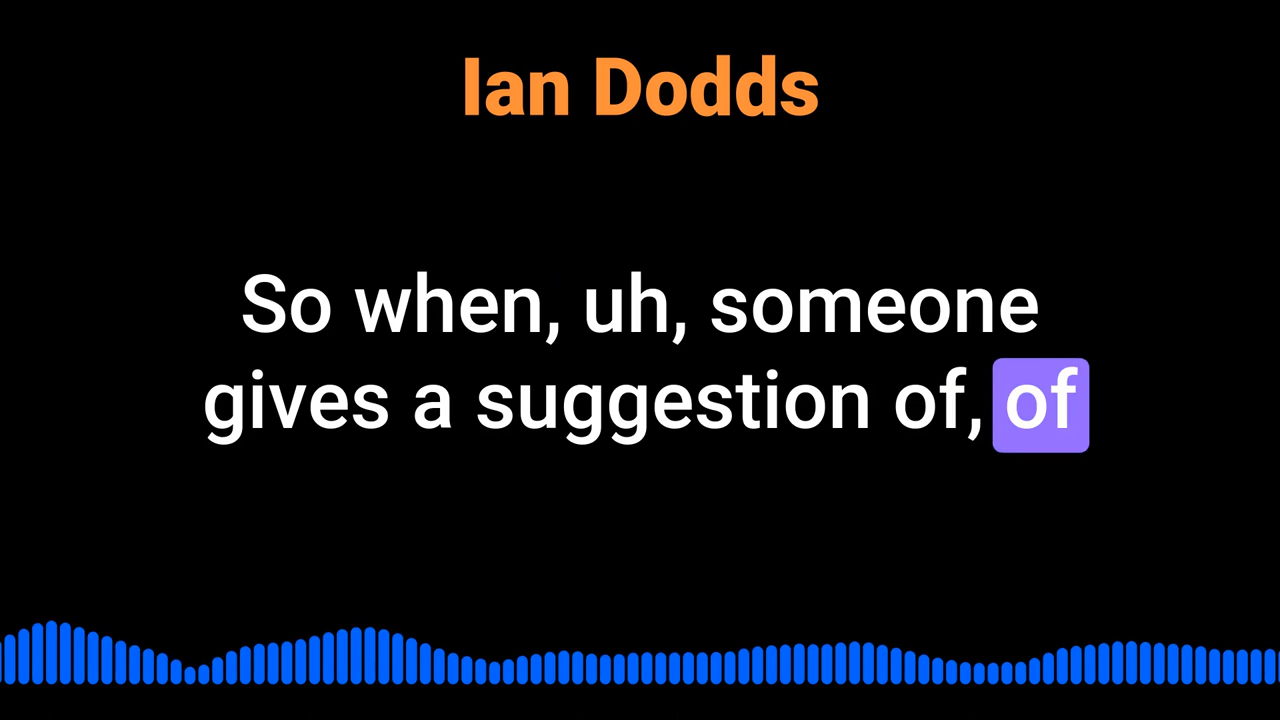 Ian Dodds
So when, uh, someone
gives a suggestion of, of